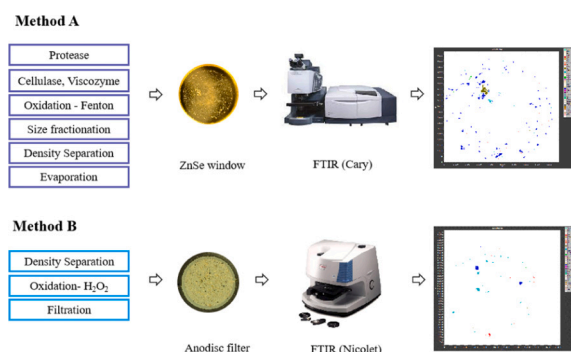 Method A
Protease
Cellulase, Viscozyme
Oxidation - Fenton
Size fractionation
Density Separation
Evaporation
ZnSe window
FTIR (Cary)
Method B
Density Separation
Oxidation- H₂O₂
Filtration
Anodisc filter
FTIR (Nicolet)